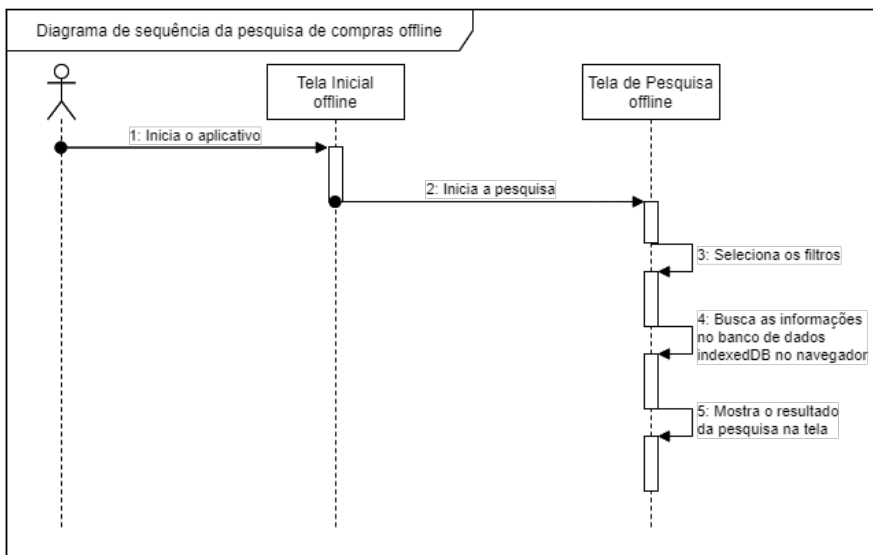 Diagrama de sequência da pesquisa de compras offline
Tela Inicial
offline
Tela de Pesquisa
offline
1: Inicia o aplicativo
2: Inicia a pesquisa
3: Seleciona os filtros
4: Busca as informações
no banco de dados
indexedDB no navegador
5: Mostra o resultado
da pesquisa na tela